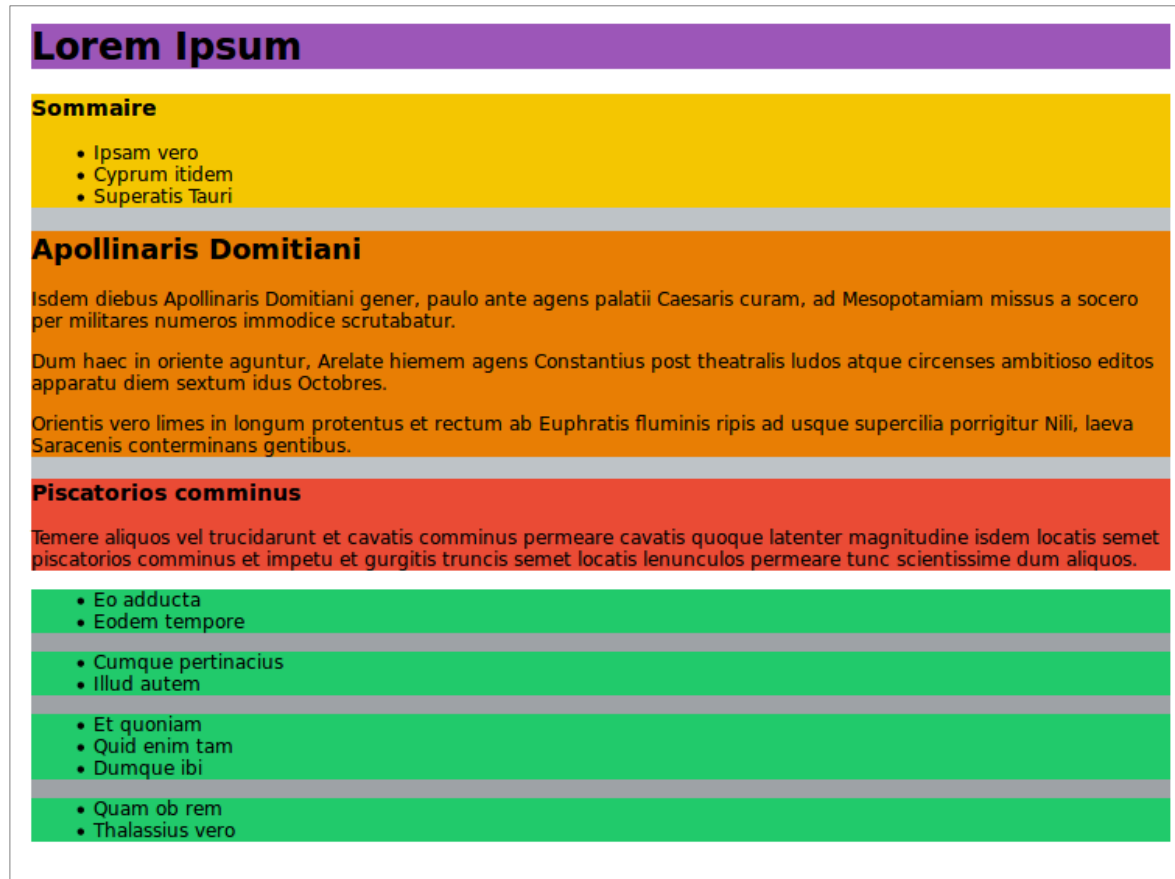 Lorem Ipsum
Sommaire
• Ipsam vero
• Cyprum itidem
• Superatis Tauri
Apollinaris Domitiani
Isdem diebus Apollinaris Domitiani gener, paulo ante agens palatii Caesaris curam, ad Mesopotamiam missus a socero
per militares numeros immodice scrutabatur.
Dum haec in oriente aguntur, Arelate hiemem agens Constantius post theatralis ludos atque circenses ambitioso editos
apparatu diem sextum idus Octobres.
Orientis vero limes in longum protentus et rectum ab Euphratis fluminis ripis ad usque supercilia porrigitur Nili, laeva
Saracenis conterminans gentibus.
Piscatorios comminus
Temere aliquos vel trucidarunt et cavatis comminus permeare cavatis quoque latenter magnitudine isdem locatis semet
piscatorios comminus et impetu et gurgitis truncis semet locatis lenunculos permeare tunc scientissime dum aliquos.
• Eo adducta
• Eodem tempore
• Cumque pertinacius
• Illud autem
• Et quoniam
• Quid enim tam
• Dumque ibi
• Quam ob rem
• Thalassius vero